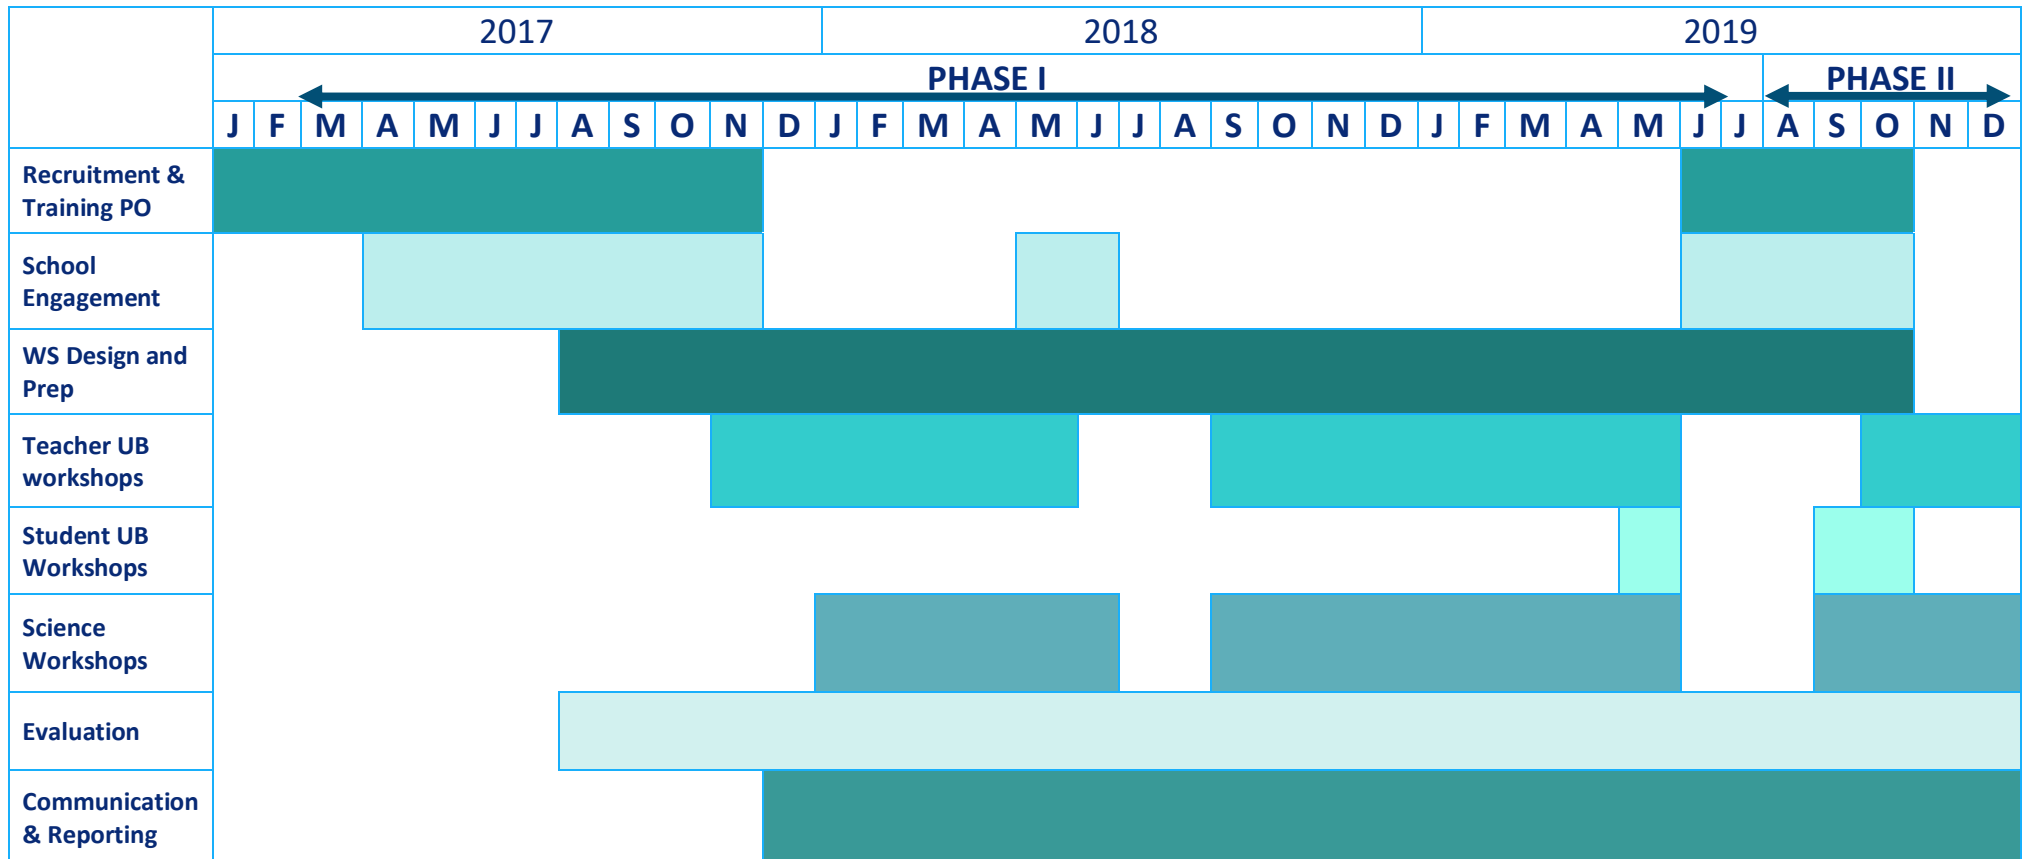 2017 2018 2019
PHASE I PHASE II
J F M A M J J A S O N D J F M A M J J A S O N D J F M A M J J A S O N D
Recruitment &
Training PO
School
Engagement
WS Design and
Prep
Teacher UB
workshops
Student UB
Workshops
Science
Workshops
Evaluation
Communication
& Reporting